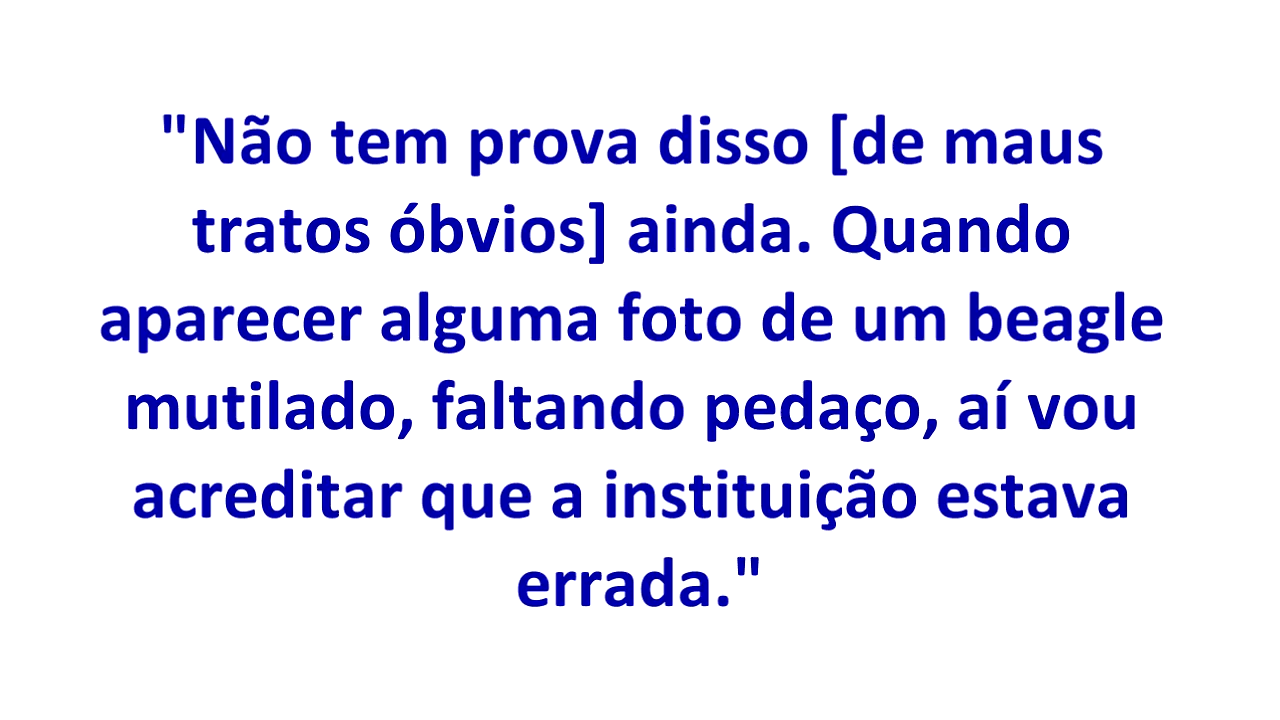 "Não tem prova disso [de maus
tratos óbvios] ainda. Quando
aparecer alguma foto de um beagle
mutilado, faltando pedaço, aí vou
acreditar que a instituição estava
errada."